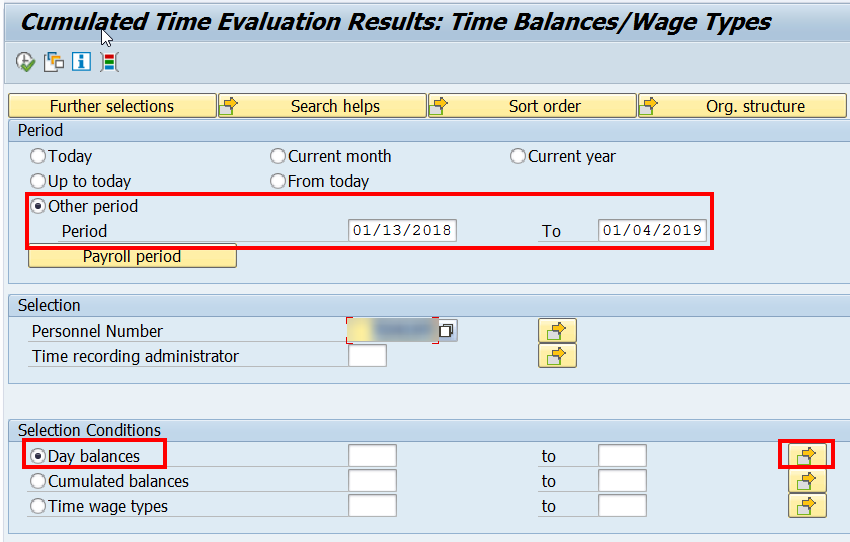 Cumulated Time Evaluation Results: Time Balances/Wage Types
Further selections Search helps Sort order Org. structure
Period
Today Current month Current year
Up to today From today
Other period
Period 01/13/2018 To 01/04/2019
Payroll period
Selection
Personnel Number
Time recording administrator
Selection Conditions
Day balances to
Cumulated balances to
Time wage types to